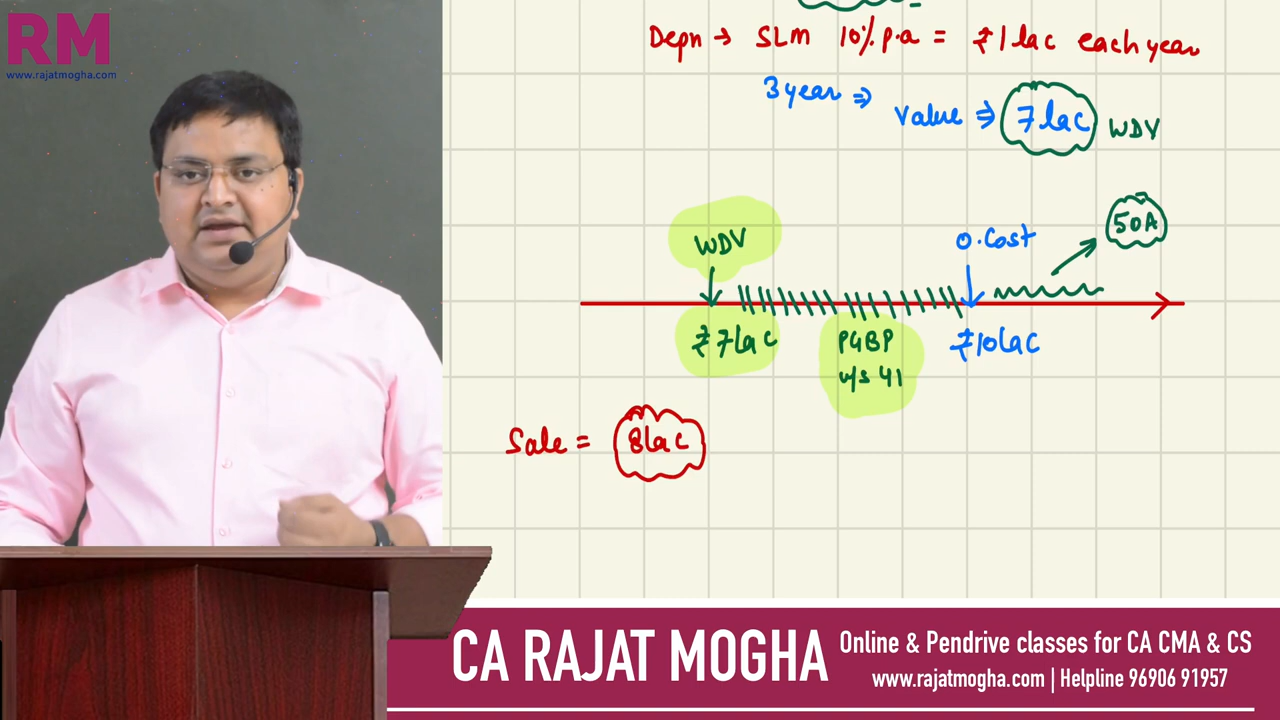 RM
www.rajatmogha.com
Depn → SLM 10% p.a = ₹1 lac each year
3 year ⇒
Value ⇒ 7 lac WDV
50A
WDV
O.Cost
₹7 lac
PGBP
u/s 41
₹10 lac
Sale = 8 lac
CA RAJAT MOGHA
Online & Pendrive classes for CA CMA & CS
www.rajatmogha.com | Helpline 96906 91957